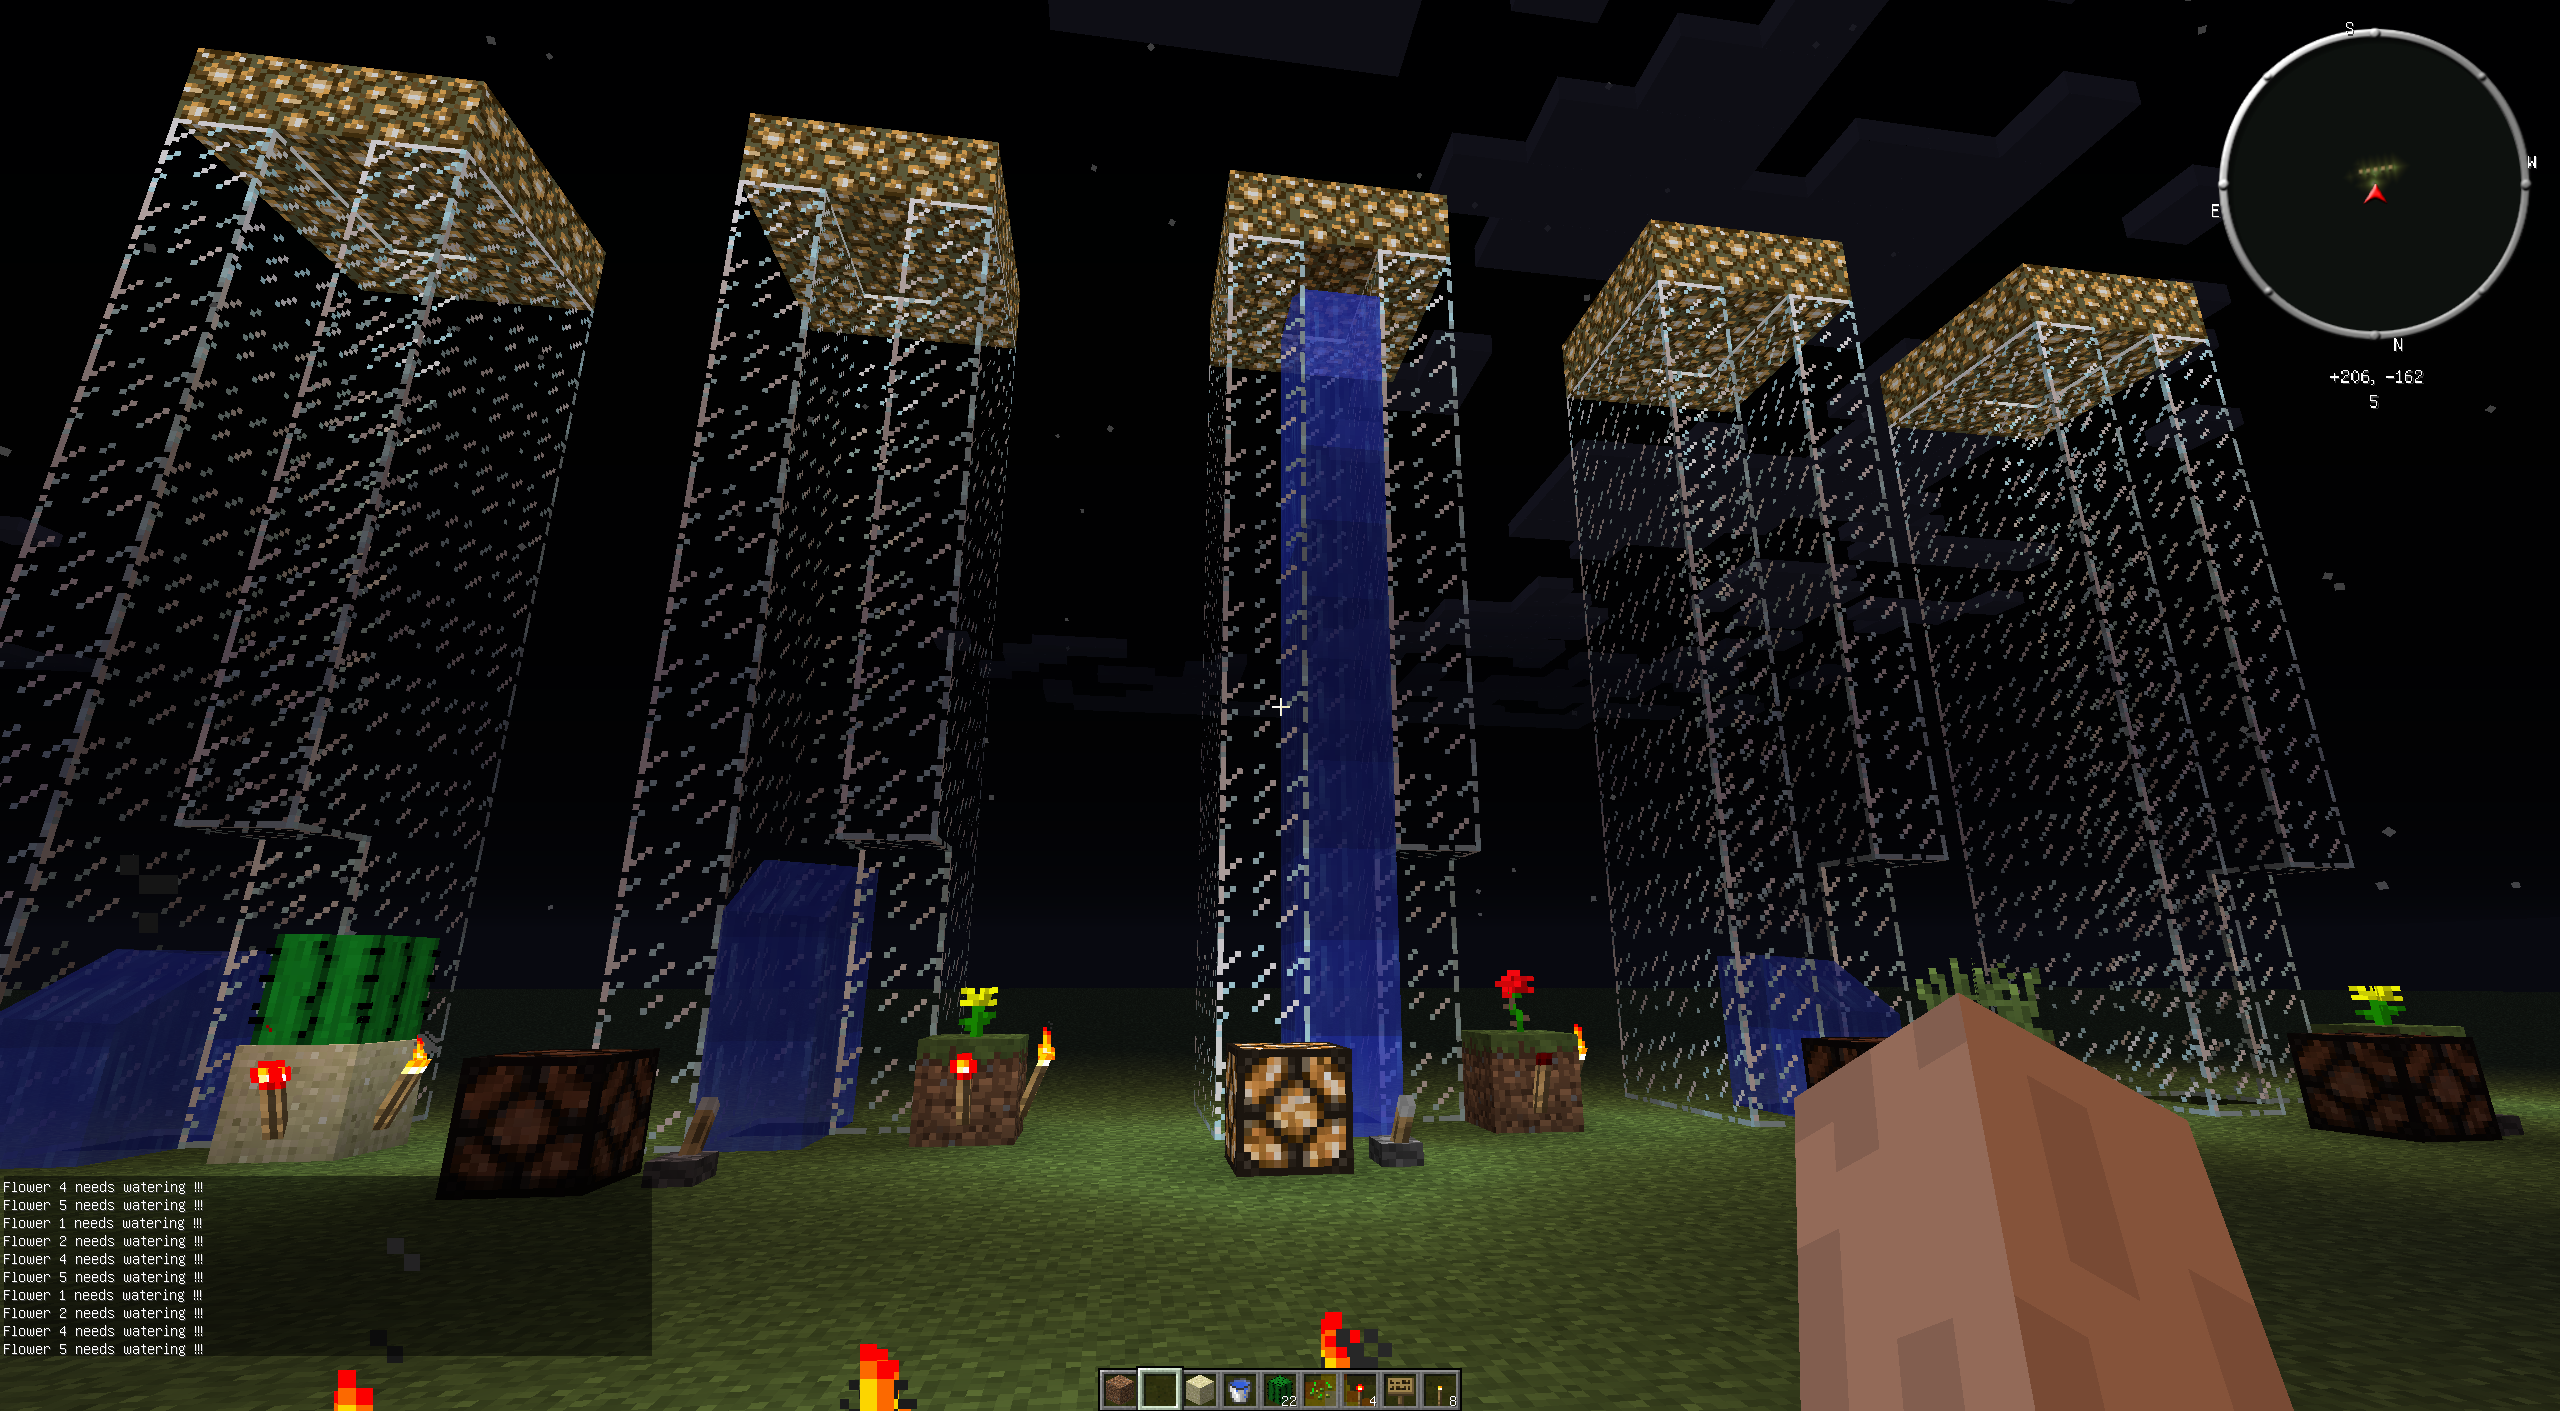 S
W
E
N
+206, -162
5
Flower 4 needs watering !!!
Flower 5 needs watering !!!
Flower 1 needs watering !!!
Flower 2 needs watering !!!
Flower 4 needs watering !!!
Flower 5 needs watering !!!
Flower 1 needs watering !!!
Flower 2 needs watering !!!
Flower 4 needs watering !!!
Flower 5 needs watering !!!
22 4 8